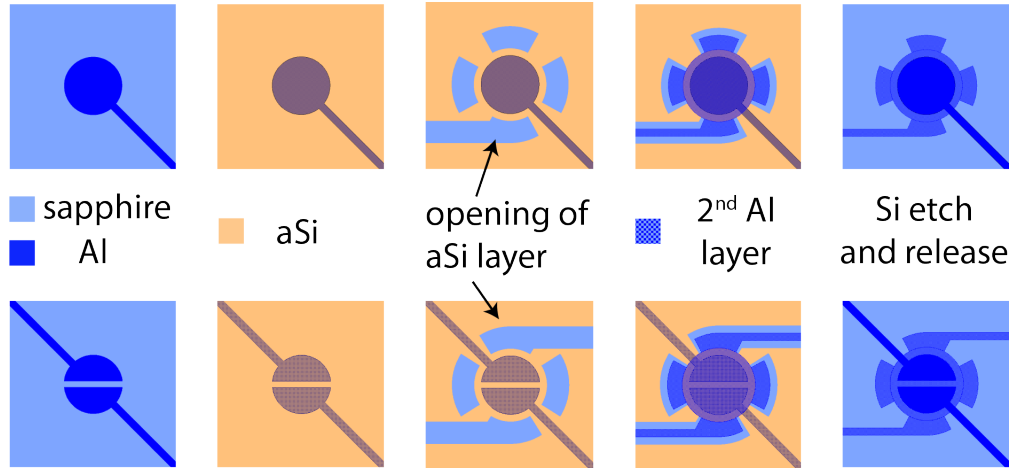 sapphire
Al
aSi
opening of
aSi layer
2nd Al
layer
Si etch
and release